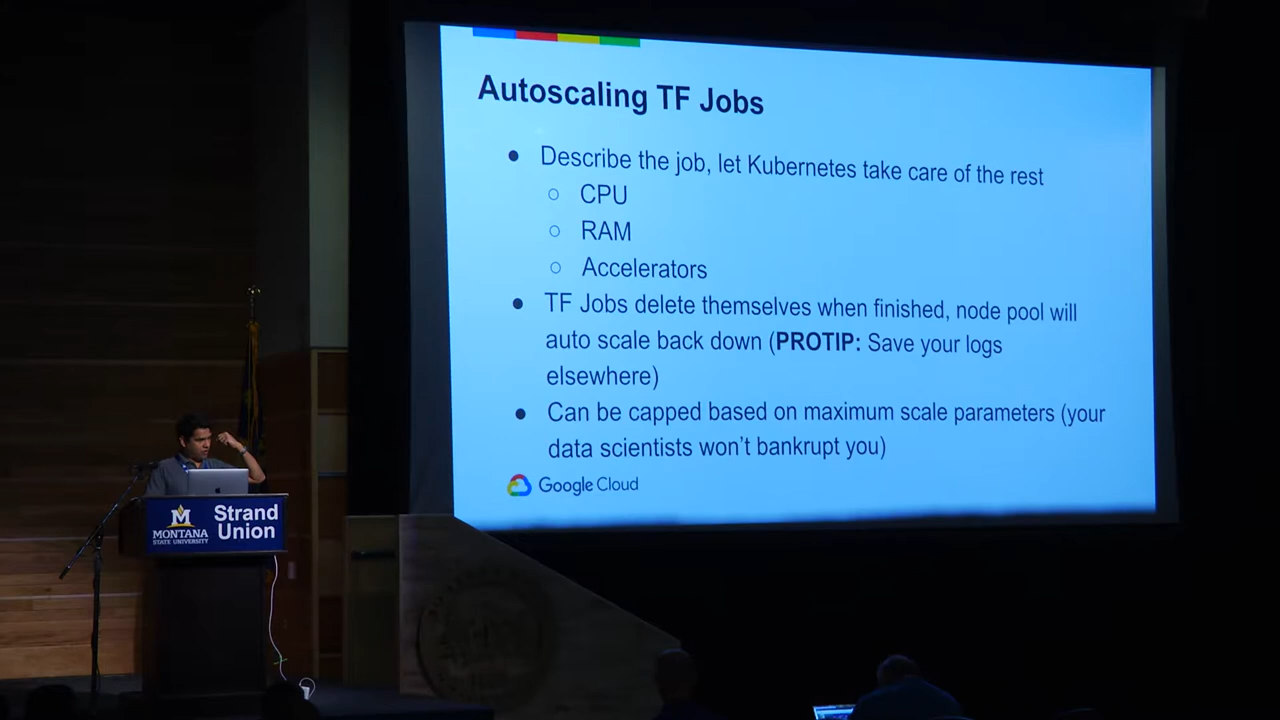 Autoscaling TF Jobs
● Describe the job, let Kubernetes take care of the rest
○ CPU
○ RAM
○ Accelerators
● TF Jobs delete themselves when finished, node pool will
auto scale back down (PROTIP: Save your logs
elsewhere)
● Can be capped based on maximum scale parameters (your
data scientists won't bankrupt you)
Google Cloud
MONTANA
STATE UNIVERSITY
Strand
Union